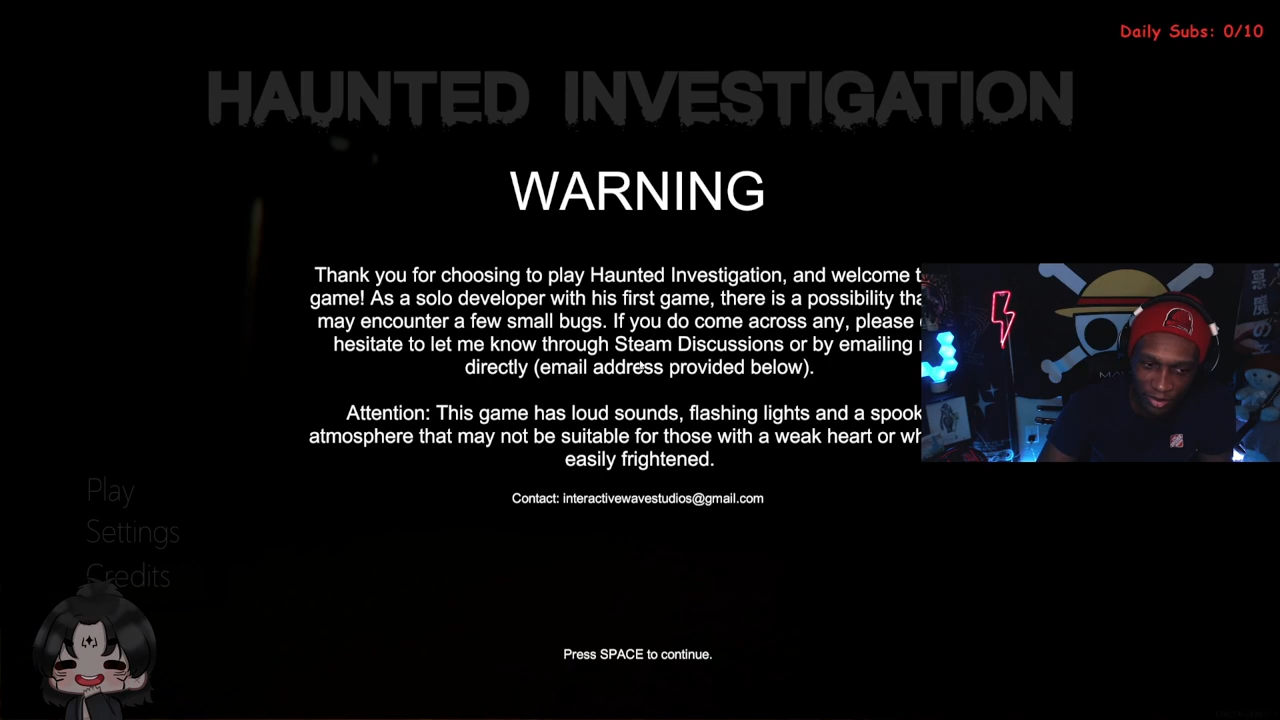 Daily Subs: 0/10
HAUNTED INVESTIGATION
WARNING
Thank you for choosing to play Haunted Investigation, and welcome
game! As a solo developer with his first game, there is a possibility
may encounter a few small bugs. If you do come across any, please
hesitate to let me know through Steam Discussions or by emailing
directly (email address provided below).
Attention: This game has loud sounds, flashing lights and a
atmosphere that may not be suitable for those with a weak heart or
easily frightened.
Contact: interactivewavestudios@gmail.com
Play
Settings
Credits
Press SPACE to continue.